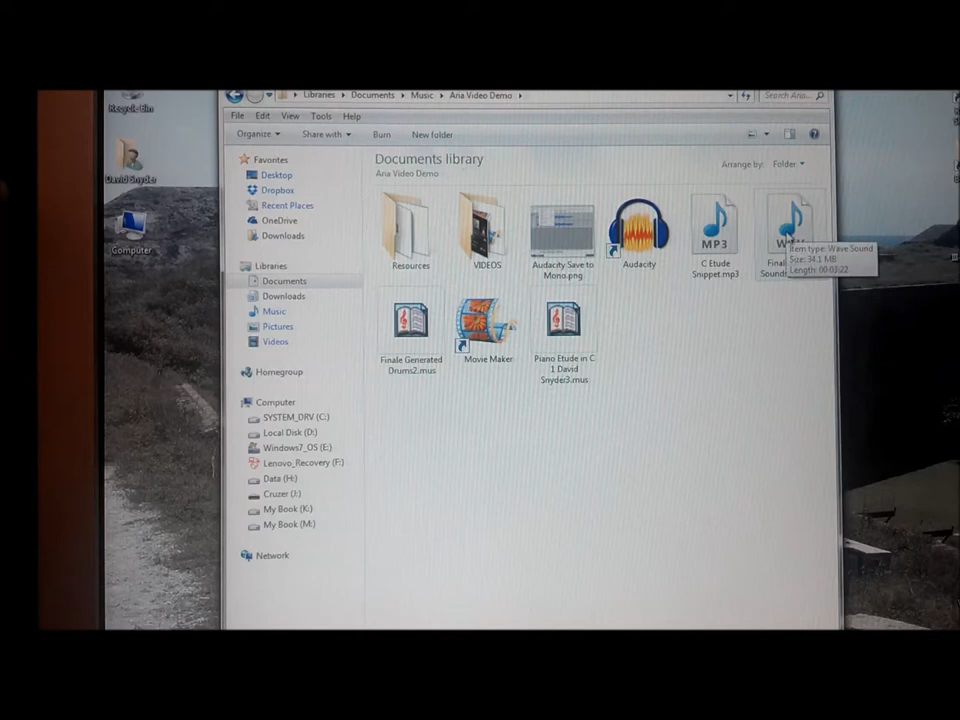 Recycle Bin
David Snyder
Computer
Libraries ▸ Documents ▸ Music ▸ Ana Video Demo ▸
Search Ana...
File Edit View Tools Help
Organize Share with Burn New folder
Favorites
Desktop
Dropbox
Recent Places
OneDrive
Downloads
Libraries
Documents
Downloads
Music
Pictures
Videos
Homegroup
Computer
SYSTEM_DRV (C:)
Local Disk (D:)
Windows7_OS (E:)
Lenovo_Recovery (F:)
Data (H:)
Cruzer (J:)
My Book (K:)
My Book (M:)
Network
Documents library
Ana Video Demo
Arrange by: Folder
Resources
VIDEOS
Audacity Save to
Mono.png
Audacity
MP3
C Etude
Snippet.mp3
Final
Sound
Item type: Wave Sound
Size: 34.1 MB
Length: 00:03:22
Finale Generated
Drums2.mus
Movie Maker
Piano Etude in C
1 David
Snyder3.mus